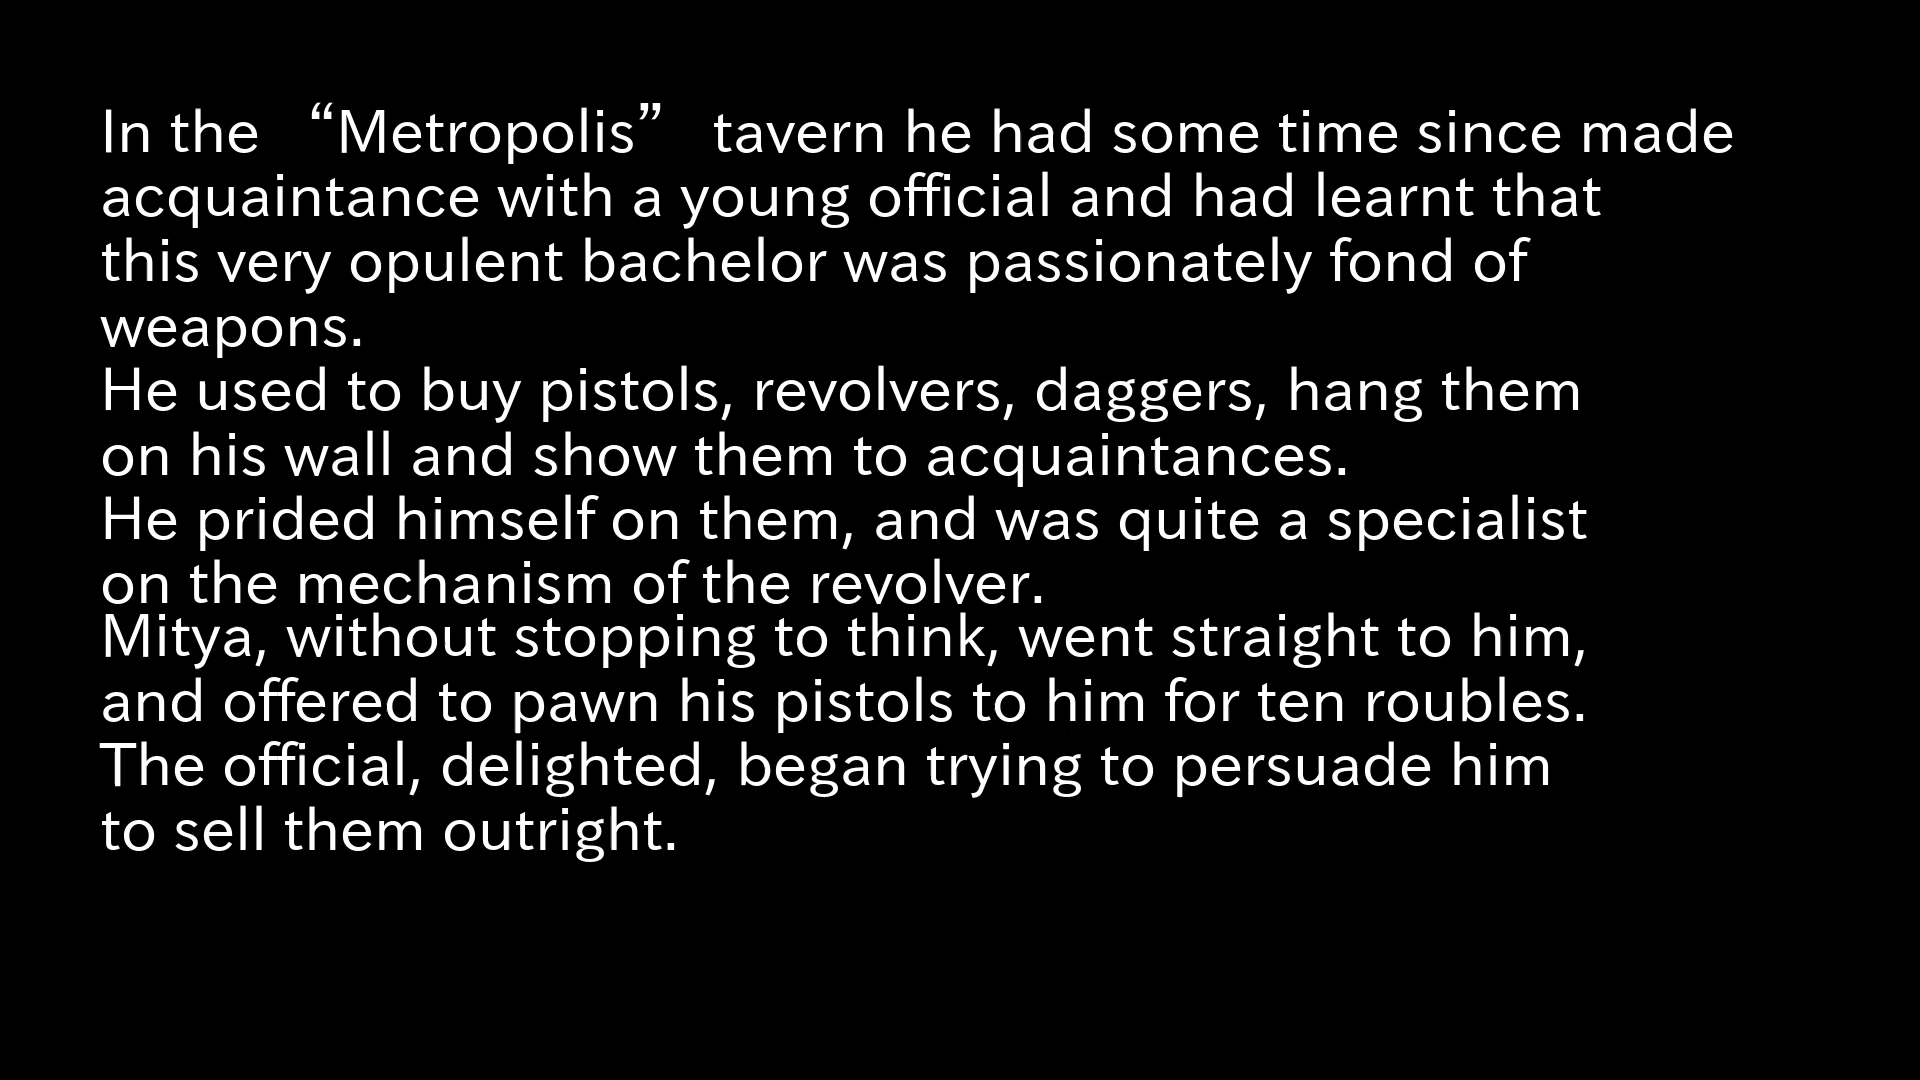 In the “Metropolis” tavern he had some time since made
acquaintance with a young official and had learnt that
this very opulent bachelor was passionately fond of
weapons.
He used to buy pistols, revolvers, daggers, hang them
on his wall and show them to acquaintances.
He prided himself on them, and was quite a specialist
on the mechanism of the revolver.
Mitya, without stopping to think, went straight to him,
and offered to pawn his pistols to him for ten roubles.
The official, delighted, began trying to persuade him
to sell them outright.